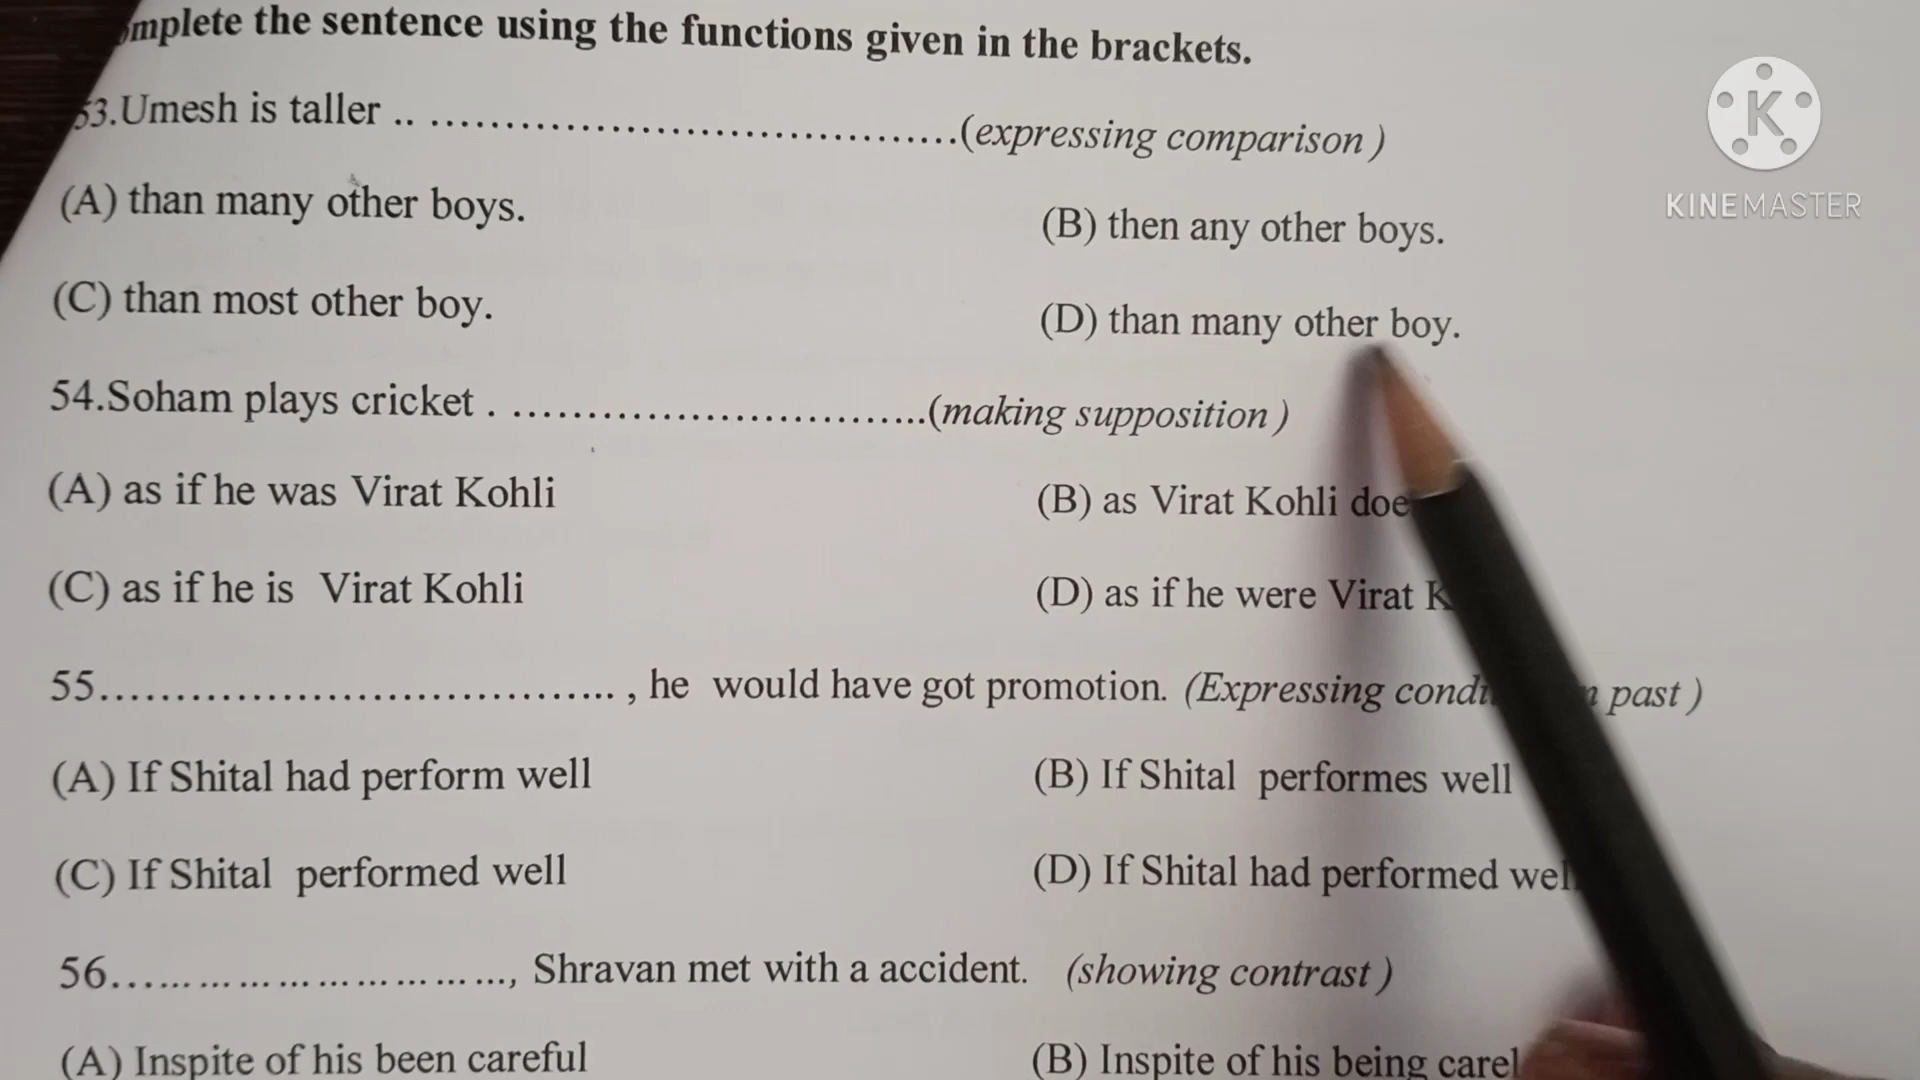 mplete the sentence using the functions given in the brackets.
53.Umesh is taller .. ....................................(expressing comparison )
(A) than many other boys.
(B) then any other boys.
(C) than most other boy.
(D) than many other boy.
54.Soham plays cricket . ............................(making supposition )
(A) as if he was Virat Kohli
(B) as Virat Kohli doe
(C) as if he is Virat Kohli
(D) as if he were Virat K
55................................... , he would have got promotion. (Expressing past )
(A) If Shital had perform well
(B) If Shital performes well
(C) If Shital performed well
(D) If Shital had performed wel
56............................., Shravan met with a accident. (showing contrast )
(A) Inspite of his been careful
(B) Inspite of his being
K
KINEMASTER